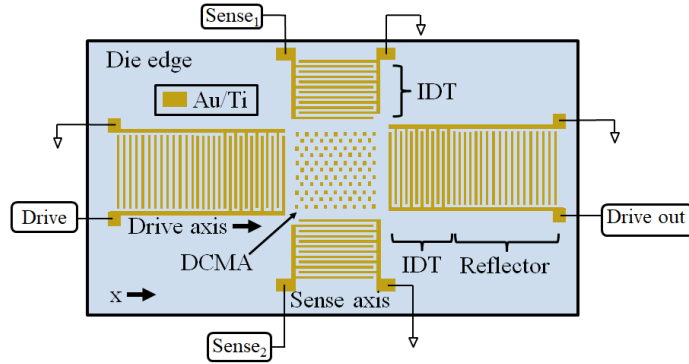 Sense₁
Die edge
IDT
Au/Ti
Drive
Drive out
Drive axis
DCMA
IDT
Reflector
x
Sense axis
Sense₂